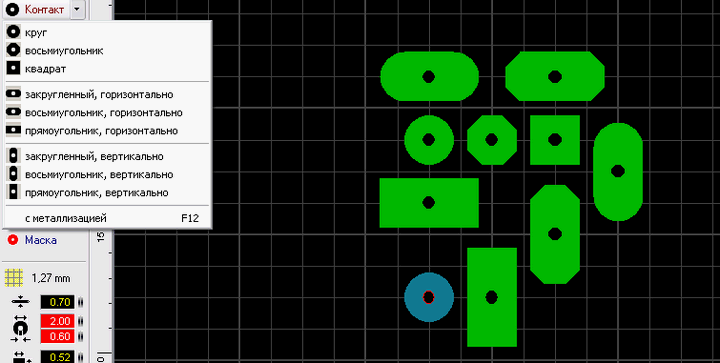 Контакт
круг
восьмиугольник
квадрат
закругленный, горизонтально
восьмиугольник, горизонтально
прямоугольник, горизонтально
закругленный, вертикально
восьмиугольник, вертикально
прямоугольник, вертикально
с металлизацией F12
Маска
1,27 mm
0.70
2.00
0.60
0.52